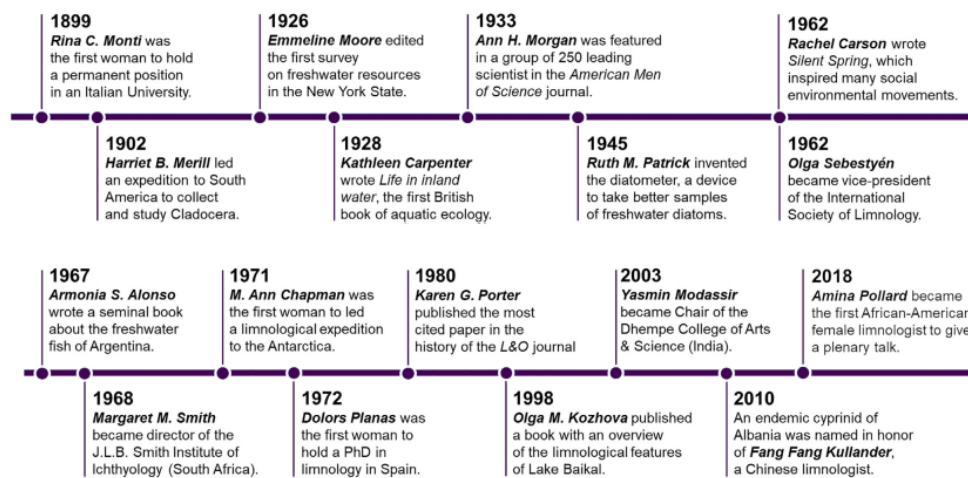 1899
Rina C. Monti was
the first woman to hold
a permanent position
in an Italian University.
1926
Emmeline Moore edited
the first survey
on freshwater resources
in the New York State.
1933
Ann H. Morgan was featured
in a group of 250 leading
scientist in the American Men
of Science journal.
1962
Rachel Carson wrote
Silent Spring, which
inspired many social
environmental movements.
1902
Harriet B. Merill led
an expedition to South
America to collect
and study Cladocera.
1928
Kathleen Carpenter
wrote Life in inland
water, the first British
book of aquatic ecology.
1945
Ruth M. Patrick invented
the diatometer, a device
to take better samples
of freshwater diatoms.
1962
Olga Sebestyén
became vice-president
of the International
Society of Limnology.
1967
Armonia S. Alonso
wrote a seminal book
about the freshwater
fish of Argentina.
1971
M. Ann Chapman was
the first woman to led
a limnological expedition
to the Antarctica.
1980
Karen G. Porter
published the most
cited paper in the
history of the L&O journal
2003
Yasmin Modassir
became Chair of the
Dhempe College of Arts
& Science (India).
2018
Amina Pollard became
the first African-American
female limnologist to give
a plenary talk.
1968
Margaret M. Smith
became director of the
J.L.B. Smith Institute of
Ichthyology (South Africa).
1972
Dolors Planas was
the first woman to
hold a PhD in
limnology in Spain.
1998
Olga M. Kozhova published
a book with an overview
of the limnological features
of Lake Baikal.
2010
An endemic cyprinid of
Albania was named in honor
of Fang Fang Kullander,
a Chinese limnologist.